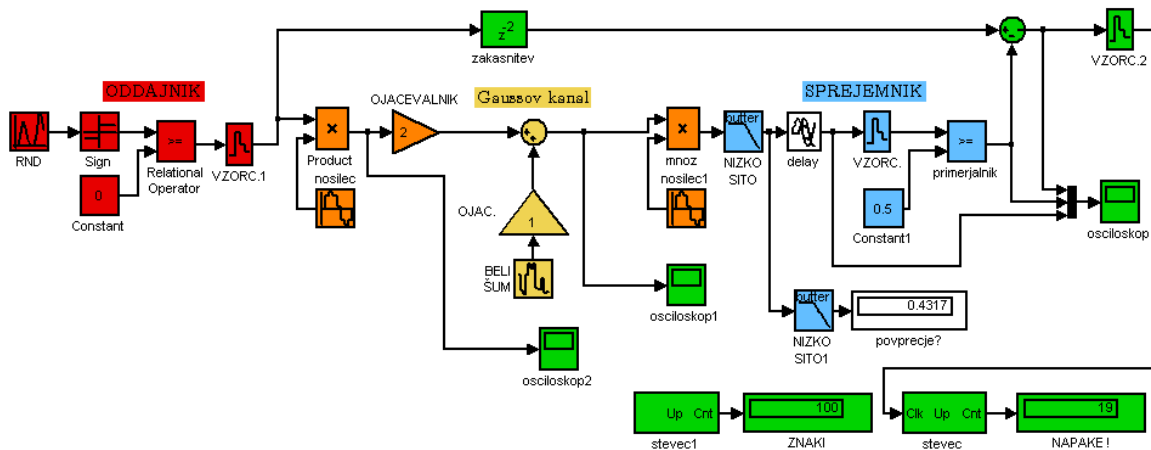 z-2
zakasnitev
VZORC.2
ODDAJNIK
OJACEVALNIK
Gaussov kanal
SPREJEMNIK
RND
Sign
>=
Relational
Operator
VZORC.1
0
Constant
×
Product
nosilec
2
×
mnoz
nosilec1
butter
NIZKO
SITO
delay
VZORC.
>=
primerjalnik
0.5
Constant1
osciloskop
OJAC.
1
BELI
ŠUM
osciloskop1
osciloskop2
butter
NIZKO
SITO1
0.4317
povprecje?
Up Cnt
stevec1
100
ZNAKI
Clk Up Cnt
stevec
19
NAPAKE !